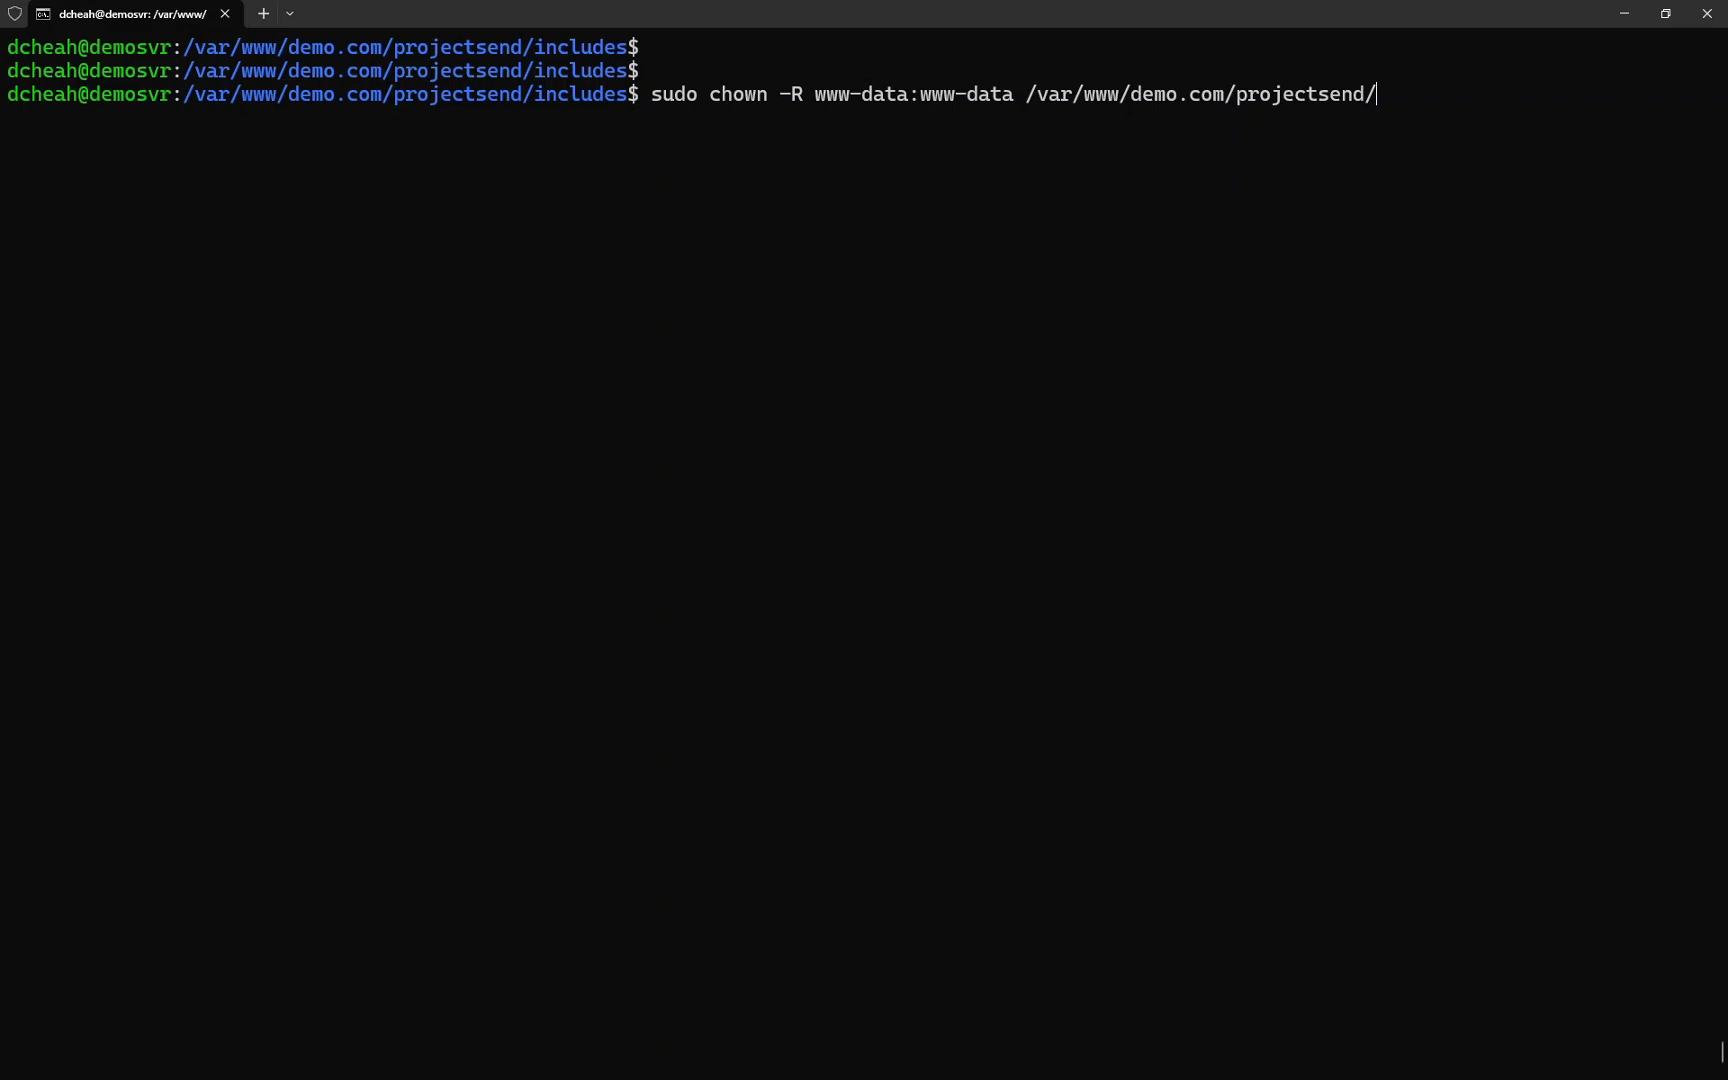 dcheah@demosvr: /var/www/
dcheah@demosvr:/var/www/demo.com/projectsend/includes$
dcheah@demosvr:/var/www/demo.com/projectsend/includes$
dcheah@demosvr:/var/www/demo.com/projectsend/includes$ sudo chown -R www-data:www-data /var/www/demo.com/projectsend/